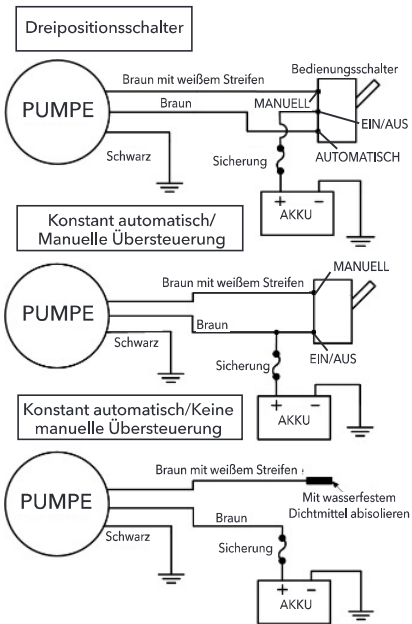 Dreipositionsschalter
Bedienungsschalter
Braun mit weißem Streifen
MANUELL
PUMPE
Braun
EIN/AUS
Schwarz
Sicherung
AUTOMATISCH
+ −
AKKU
Konstant automatisch/
Manuelle Übersteuerung
MANUELL
Braun mit weißem Streifen
PUMPE
Braun
Schwarz
EIN/AUS
Sicherung
+ −
AKKU
Konstant automatisch/Keine
manuelle Übersteuerung
Braun mit weißem Streifen
PUMPE
Mit wasserfestem
Dichtmittel abisolieren
Braun
Schwarz
Sicherung
+ −
AKKU